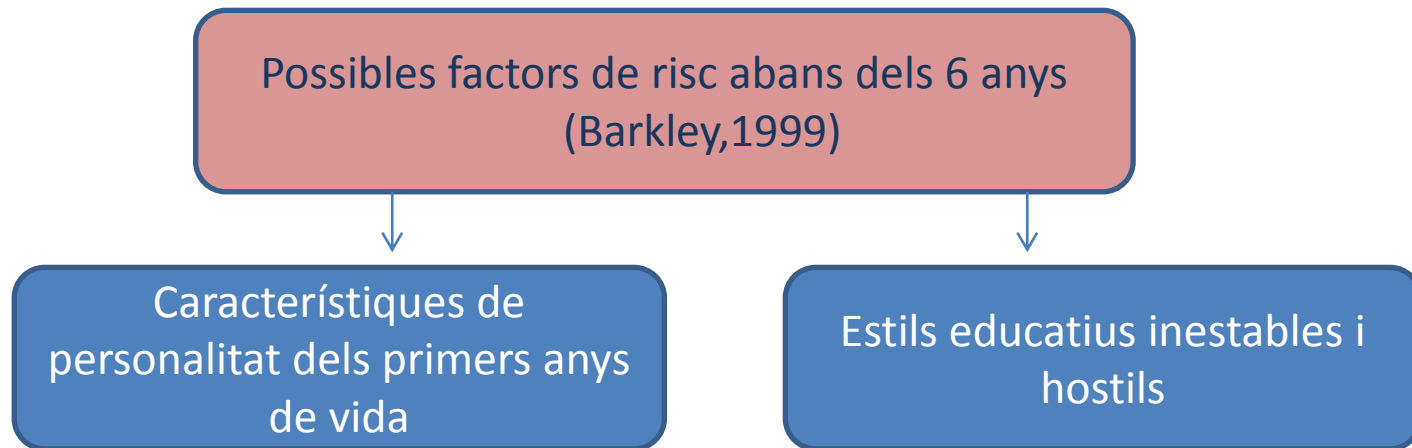 Possibles factors de risc abans dels 6 anys
(Barkley,1999)
Característiques de
personalitat dels primers anys
de vida
Estils educatius inestables i
hostils